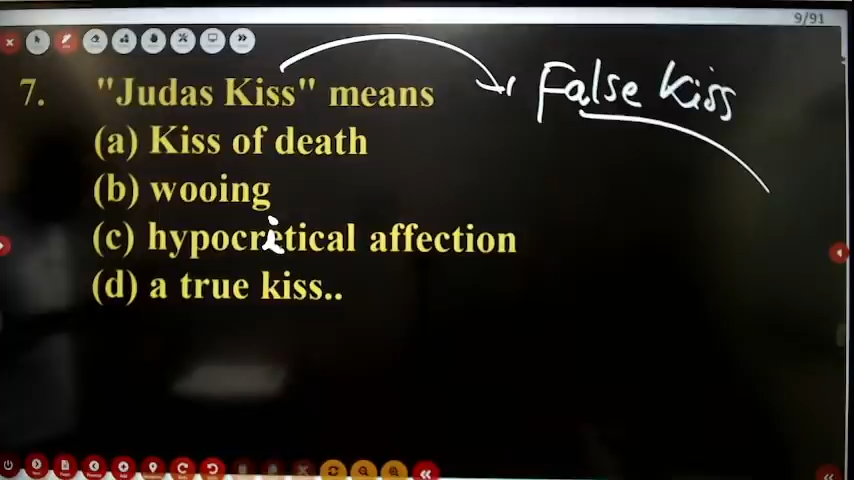 9/91
7. "Judas Kiss" means
False Kiss
(a) Kiss of death
(b) wooing
(c) hypocritical affection
(d) a true kiss..